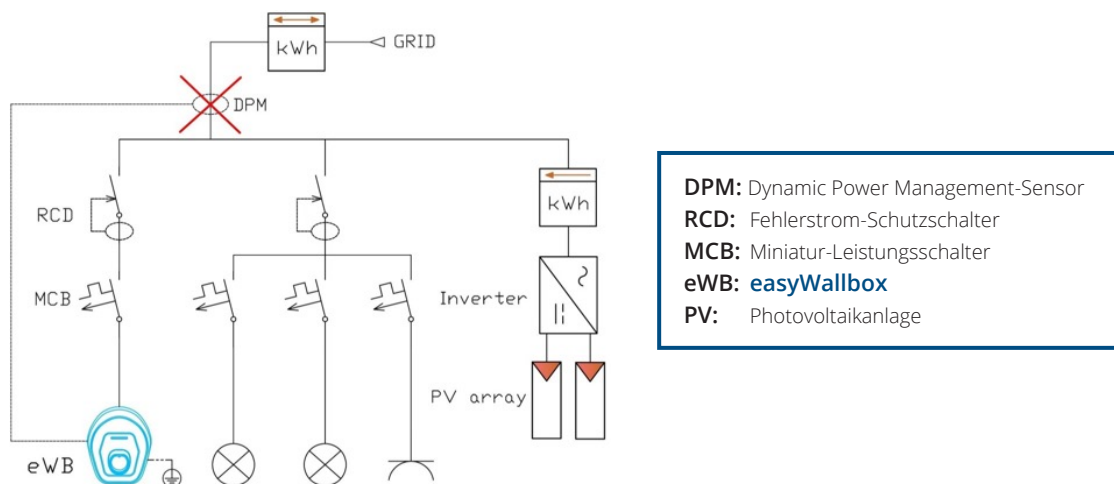 kWh
GRID
DPM
RCD
kWh
MCB
Inverter
PV array
eWB
DPM: Dynamic Power Management-Sensor
RCD: Fehlerstrom-Schutzschalter
MCB: Miniatur-Leistungsschalter
eWB: easyWallbox
PV: Photovoltaikanlage